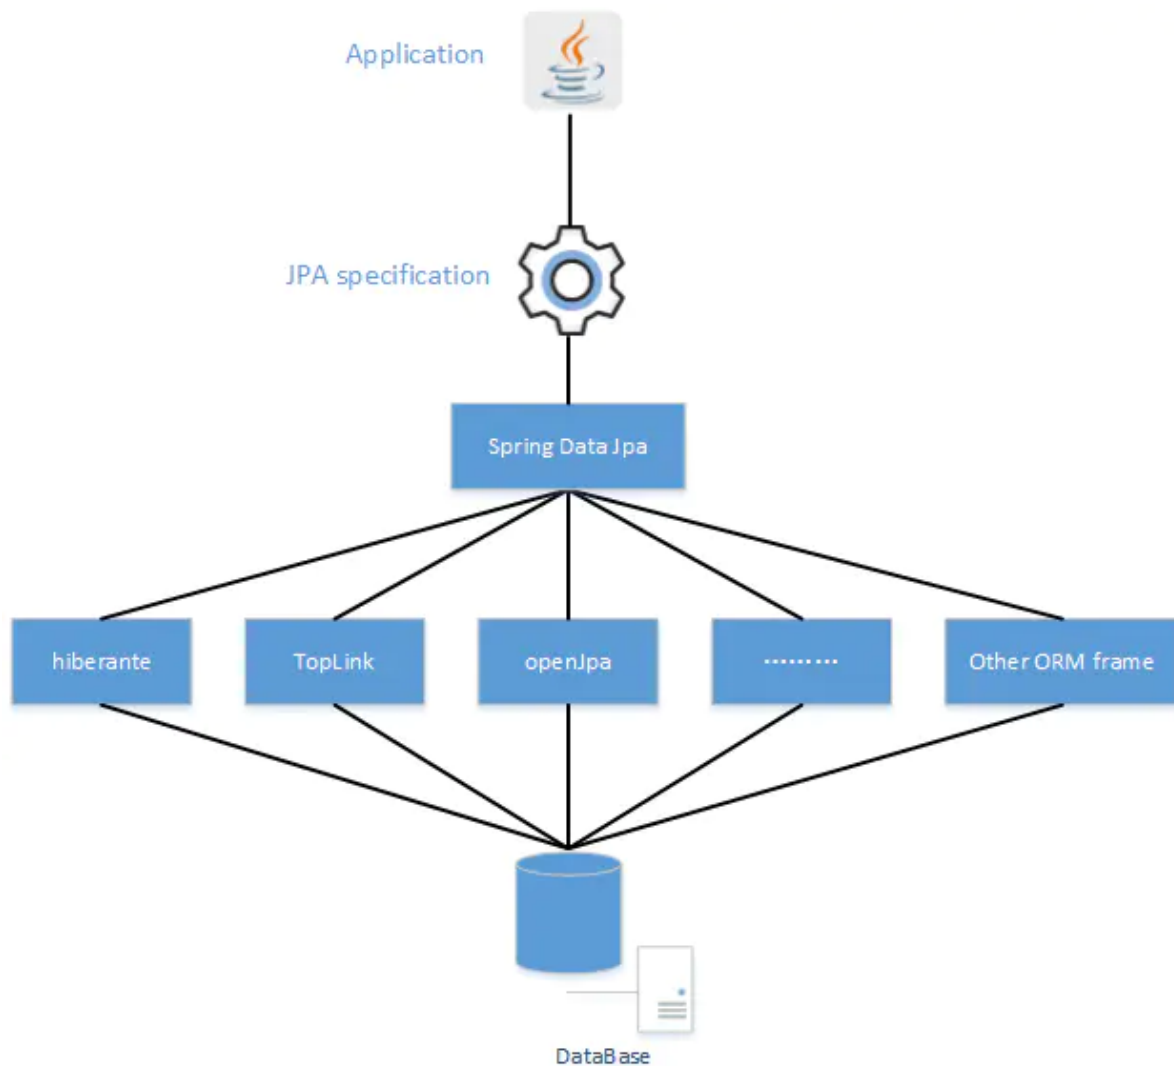 Application
JPA specification
Spring Data Jpa
hiberante
TopLink
openJpa
·········
Other ORM frame
DataBase